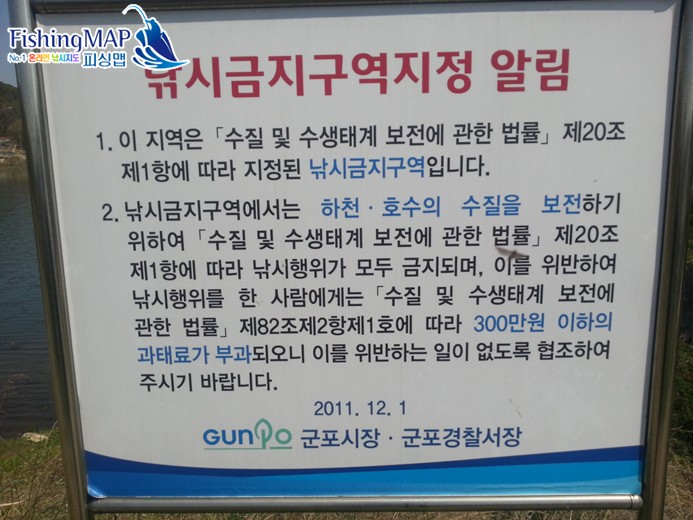 FishingMAP
No.1 온라인 낚시지도 피싱맵
낚시금지구역지정 알림
1. 이 지역은 「수질 및 수생태계 보전에 관한 법률」 제20조
제1항에 따라 지정된 낚시금지구역입니다.
2. 낚시금지구역에서는 하천·호수의 수질을 보전하기
위하여 「수질 및 수생태계 보전에 관한 법률」 제20조
제1항에 따라 낚시행위가 모두 금지되며, 이를 위반하여
낚시행위를 한 사람에게는 「수질 및 수생태계 보전에
관한 법률」 제82조제2항제1호에 따라 300만원 이하의
과태료가 부과되오니 이를 위반하는 일이 없도록 협조하여
주시기 바랍니다.
2011. 12. 1
GUNPO 군포시장·군포경찰서장